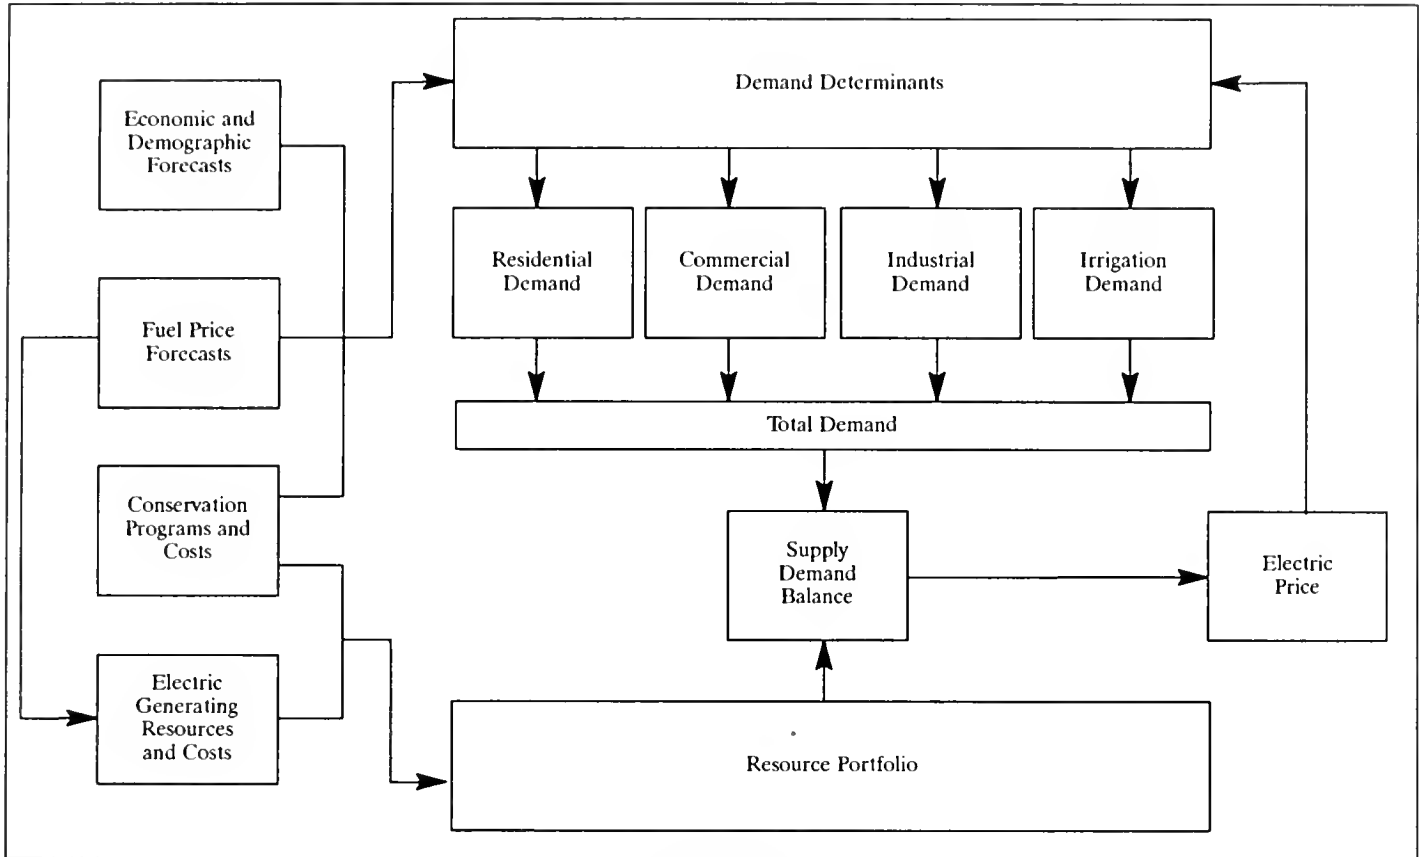 Demand Determinants
Economic and
Demographic
Forecasts
Residential
Demand
Commercial
Demand
Industrial
Demand
Irrigation
Demand
Fuel Price
Forecasts
Total Demand
Conservation
Programs and
Costs
Supply
Demand
Balance
Electric
Price
Electric
Generating
Resources
and Costs
Resource Portfolio